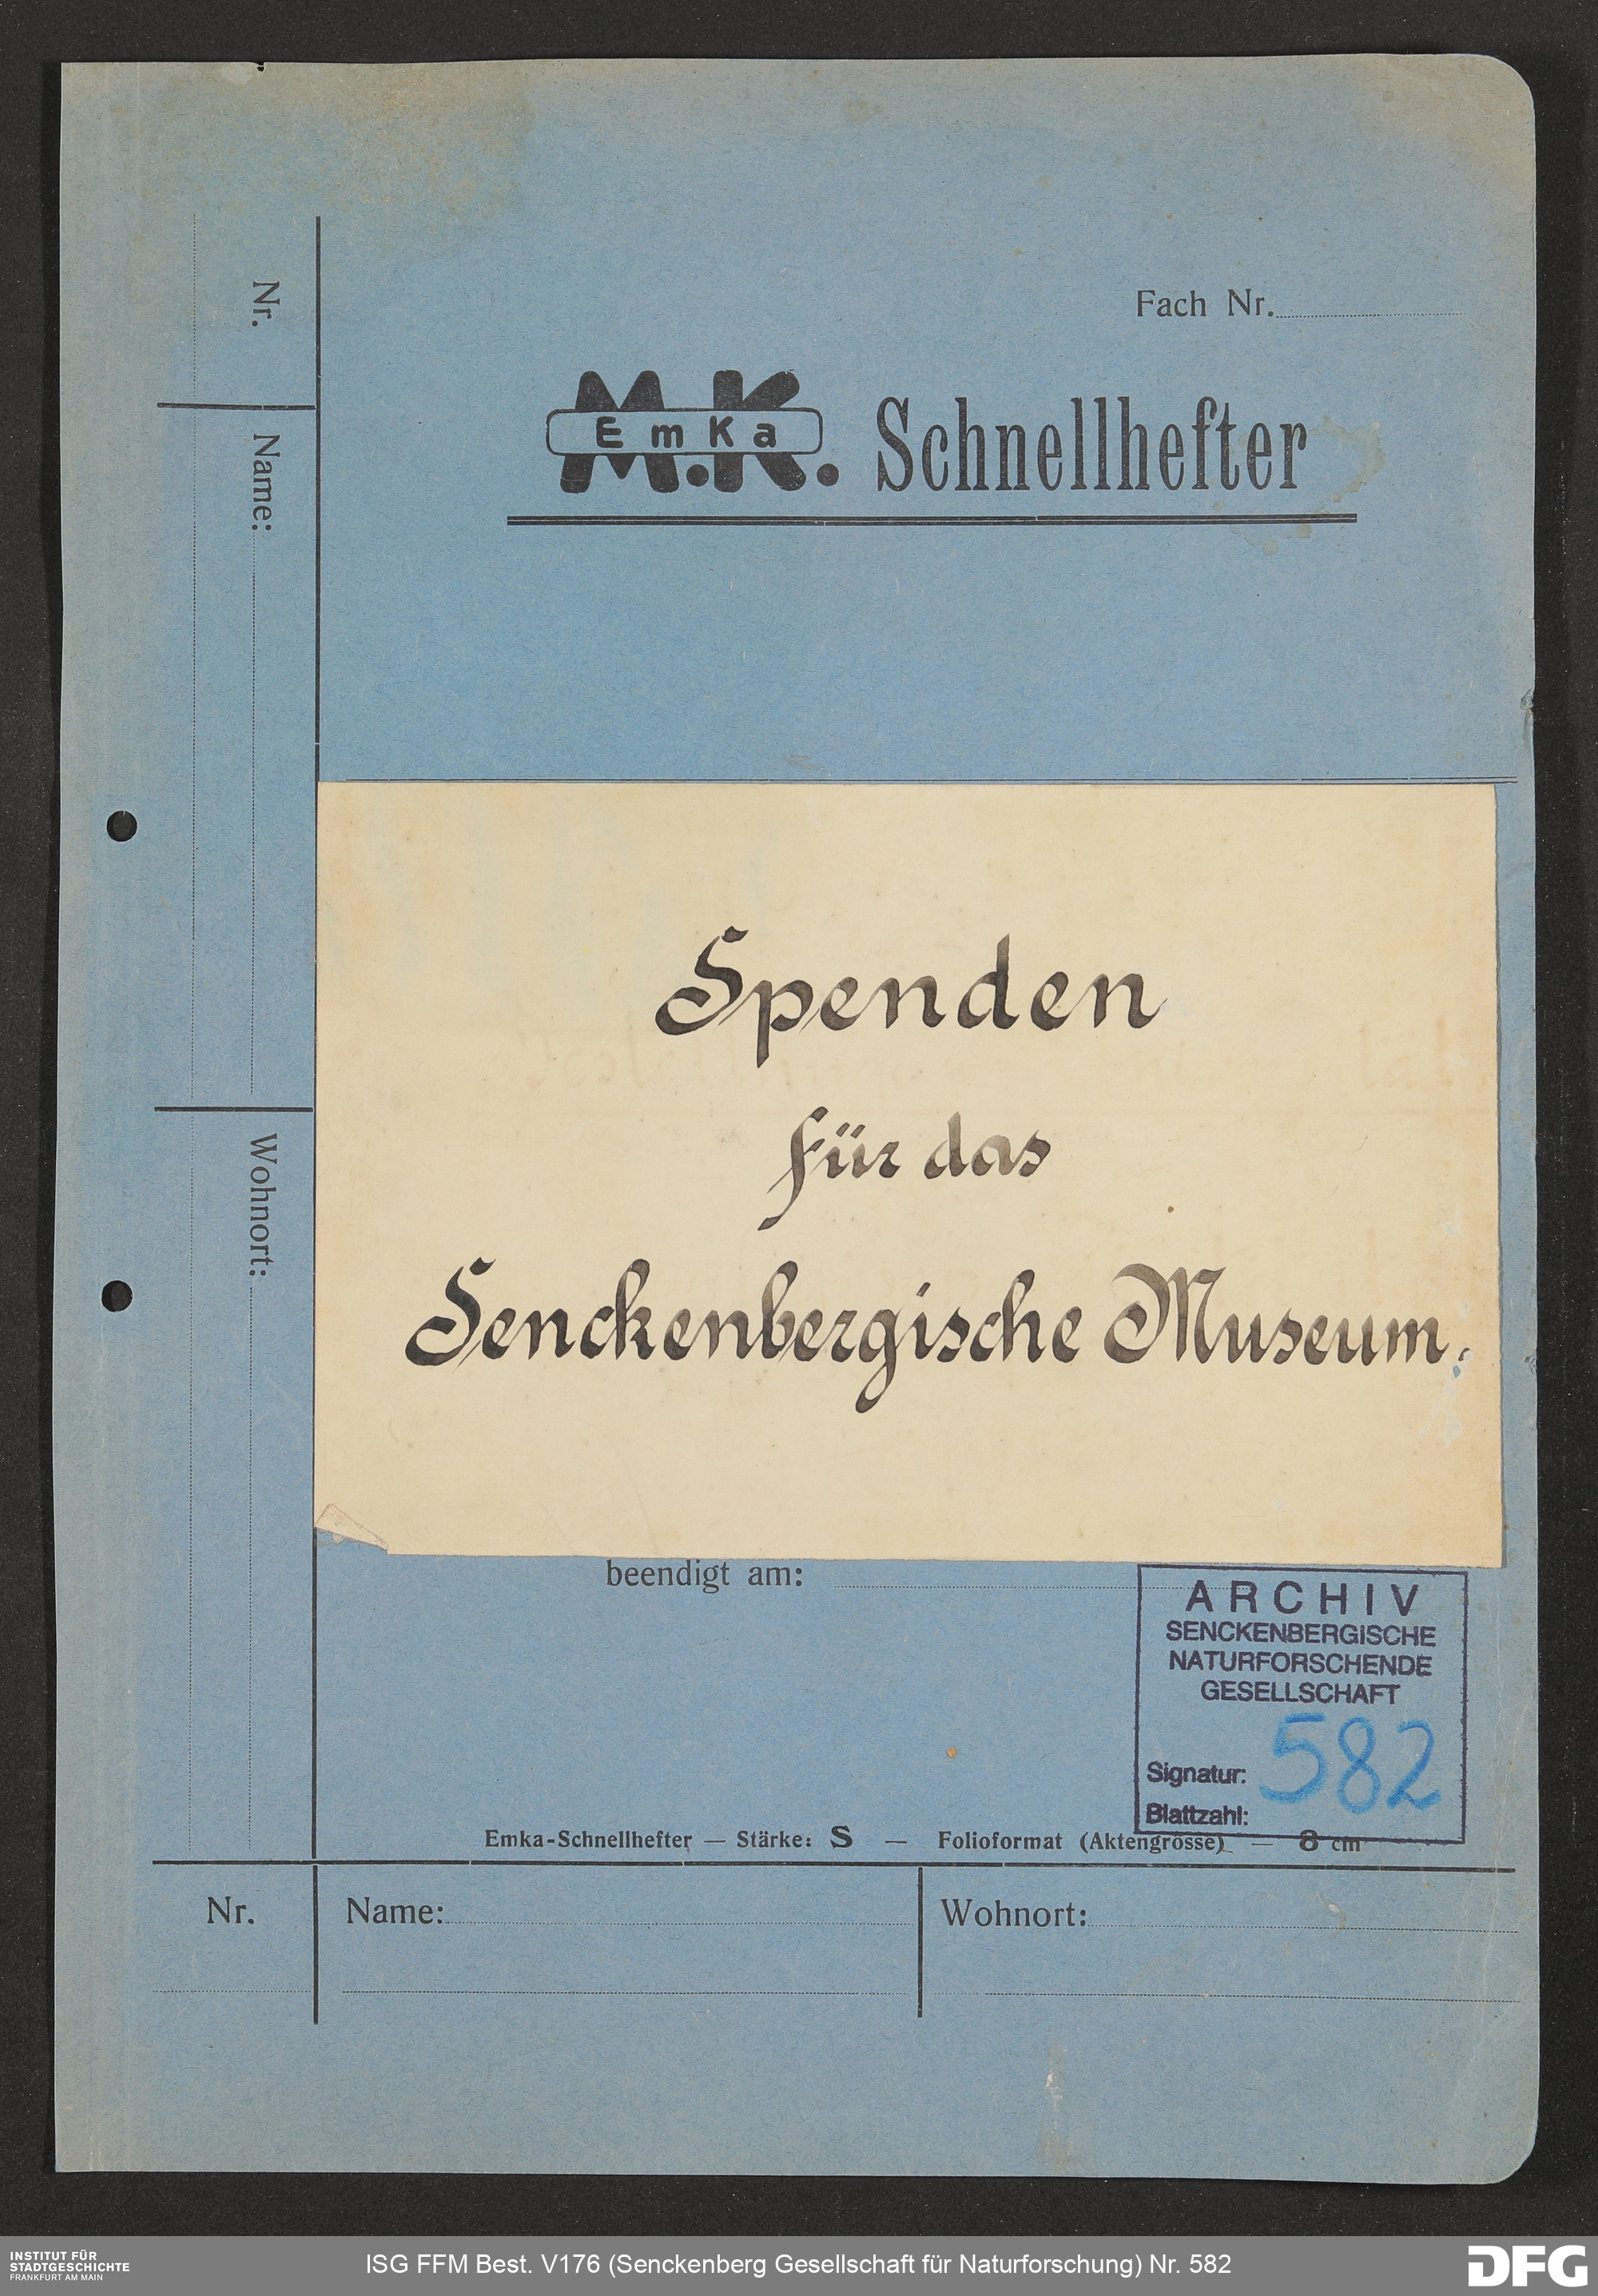 Fach Nr.
M.K.
EmKa
Schnellhefter
Nr.
Name:
Wohnort:
Spenden
für das
Senckenbergische Museum.
beendigt am:
ARCHIV
SENCKENBERGISCHE
NATURFORSCHENDE
GESELLSCHAFT
Signatur: 582
Blattzahl:
Emka-Schnellhefter — Stärke: S — Folioformat (Aktengrösse) — 8 cm
Nr. Name: Wohnort:
INSTITUT FÜR
STADTGESCHICHTE
FRANKFURT AM MAIN
ISG FFM Best. V176 (Senckenberg Gesellschaft für Naturforschung) Nr. 582
DFG